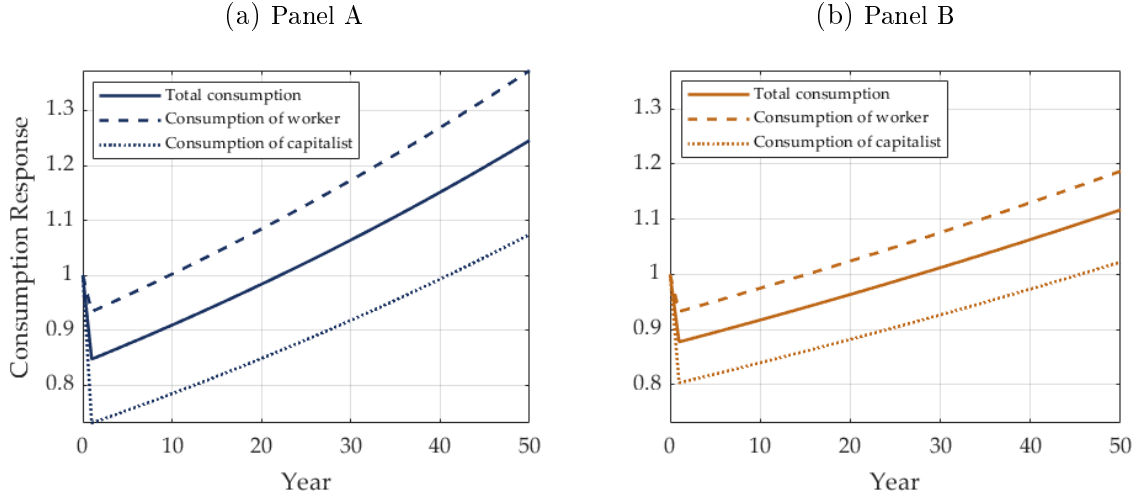 (a) Panel A
Total consumption
Consumption of worker
Consumption of capitalist
Consumption Response
1.3
1.2
1.1
1
0.9
0.8
0 10 20 30 40 50
Year
(b) Panel B
Total consumption
Consumption of worker
Consumption of capitalist
1.3
1.2
1.1
1
0.9
0.8
0 10 20 30 40 50
Year